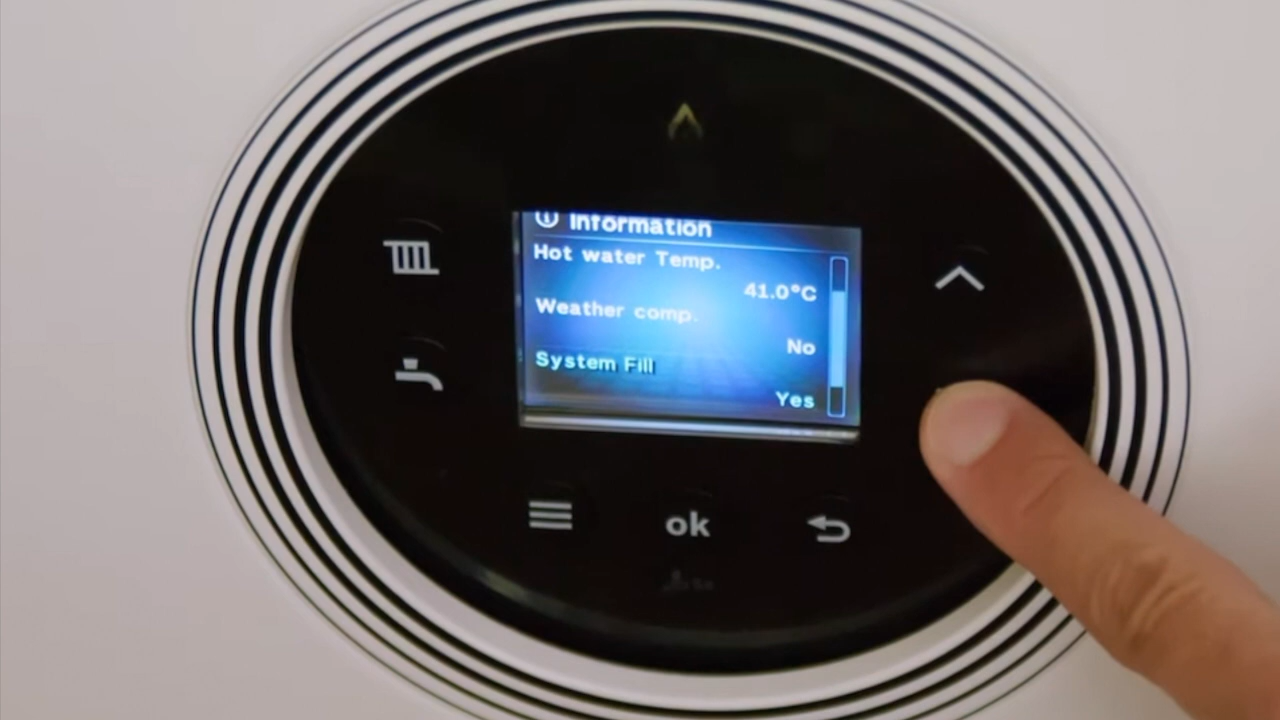 Information
Hot water Temp.
41.0°C
Weather comp.
No
System Fill
Yes
ok